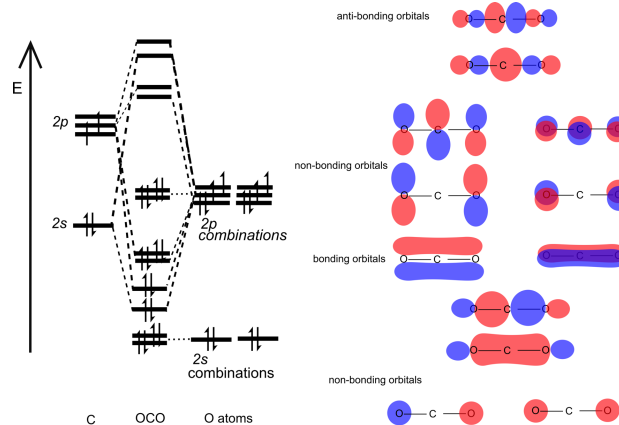 anti-bonding orbitals
O C O
O C O
E
2p
O C O
O C O
non-bonding orbitals
O C O
O C O
2s
2p
combinations
bonding orbitals
O C O
O C O
O C O
O C O
2s
combinations
non-bonding orbitals
O C O
O C O
C OCO O atoms